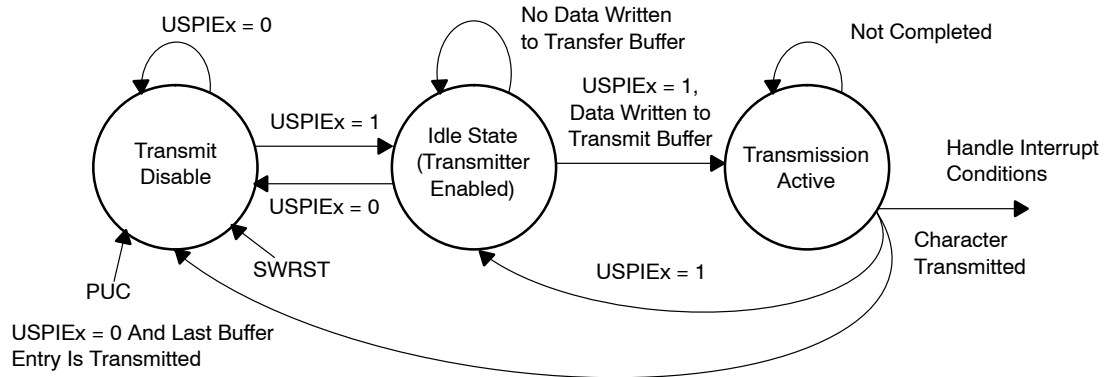 USPIEx = 0
No Data Written
to Transfer Buffer
Not Completed
USPIEx = 1
USPIEx = 1,
Data Written to
Transmit Buffer
Transmit
Disable
Idle State
(Transmitter
Enabled)
Transmission
Active
Handle Interrupt
Conditions
USPIEx = 0
Character
Transmitted
SWRST
USPIEx = 1
PUC
USPIEx = 0 And Last Buffer
Entry Is Transmitted